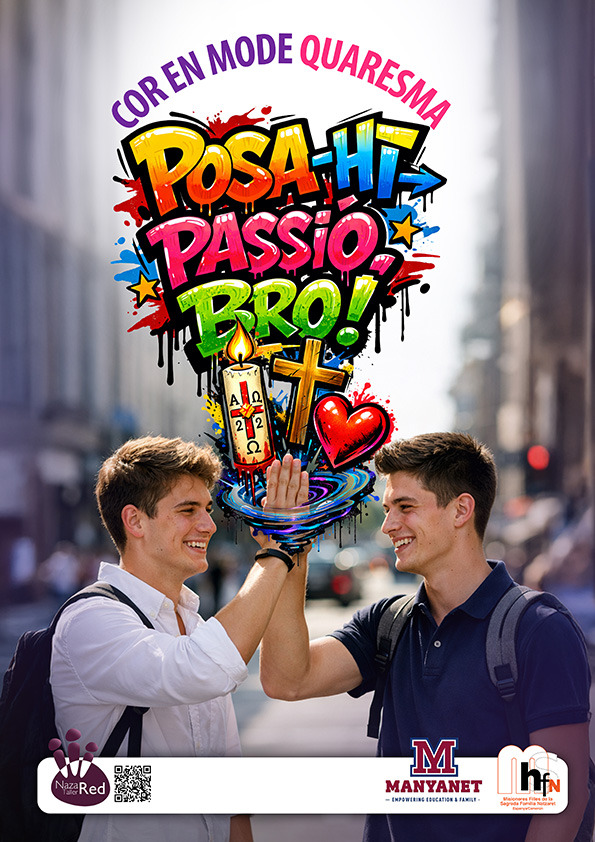 COR EN MODE QUARESMA
POSA-HI
PASSIÓ,
BRO!
A Ω
2 2
Ω
Naza
Taller
Red
M
MANYANET
EMPOWERING EDUCATION & FAMILY
hfN
Missioneres Filles de la
Sagrada Família Natzaret